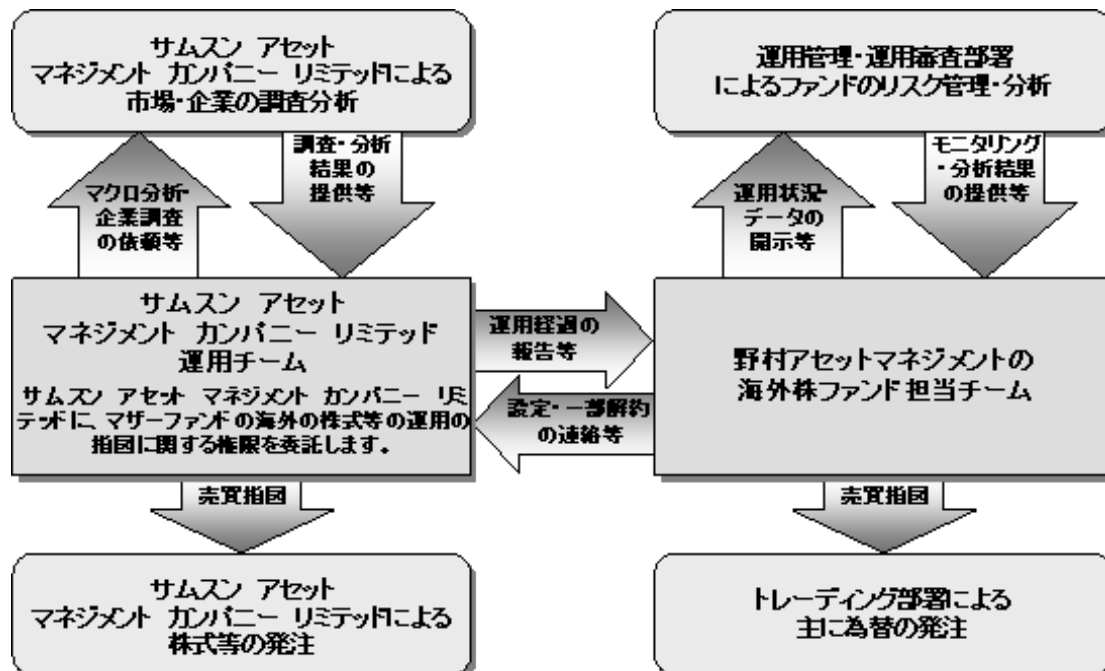 サムスン アセット
マネジメント カンパニー リミテッドによる
市場・企業の調査分析
運用管理・運用審査部署
によるファンドのリスク管理・分析
マクロ分析・
企業調査
の依頼等
調査・分析
結果の
提供等
運用状況・
データの
開示等
モニタリング
・分析結果
の提供等
サムスン アセット
マネジメント カンパニー リミテッド
運用チーム
サムスン アセット マネジメント カンパニー リミ
テッドに、マザーファンドの海外の株式等の運用の
指図に関する権限を委託します。
運用経過の
報告等
設定・一部解約
の連絡等
野村アセットマネジメントの
海外株ファンド担当チーム
売買指図
売買指図
サムスン アセット
マネジメント カンパニー リミテッドによる
株式等の発注
トレーディング部署による
主に為替の発注